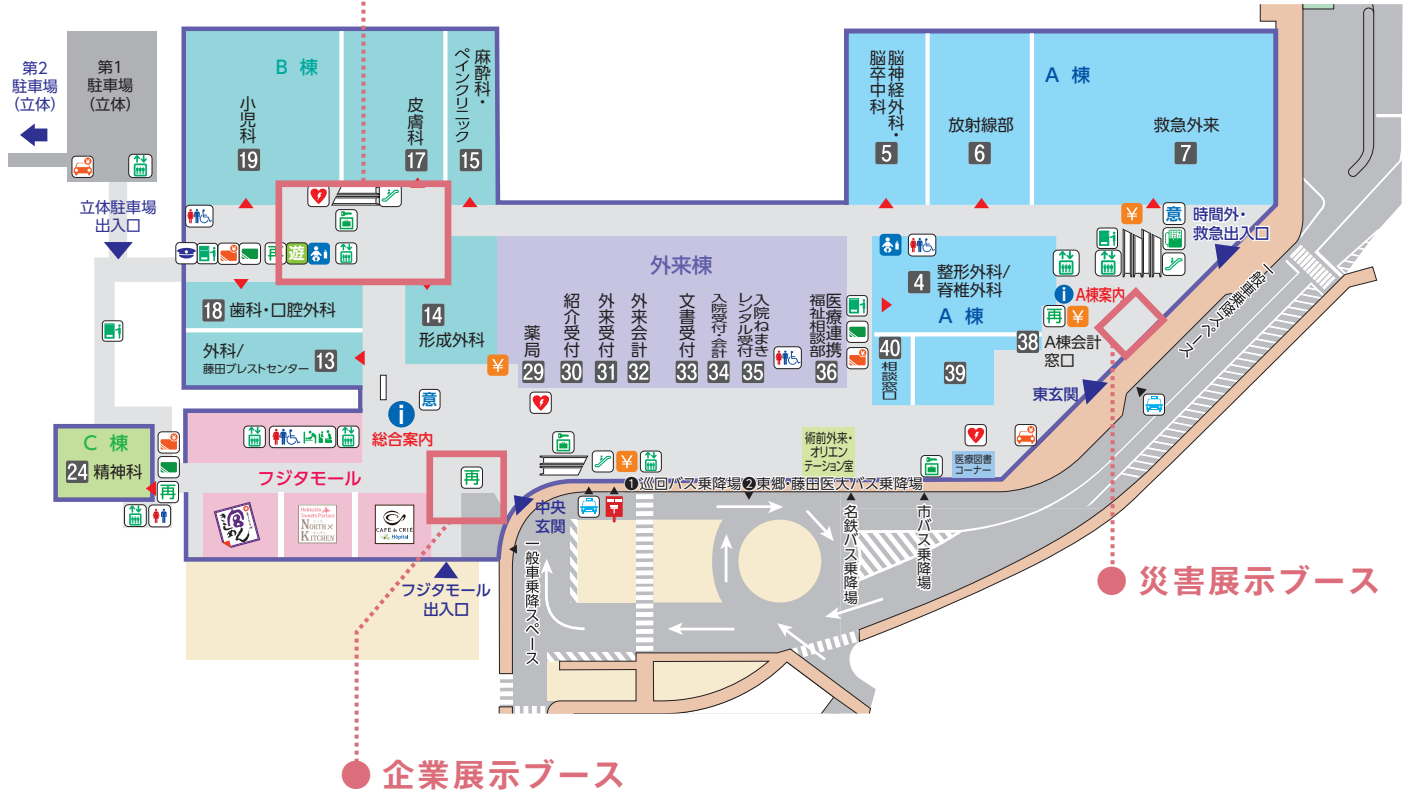 第2
駐車場
(立体)
第1
駐車場
(立体)
立体駐車場
出入口
B 棟
小児科
19
皮膚科
17
麻酔科・
ペインクリニック
15
再
遊
18 歯科・口腔外科
外科/
藤田ブレストセンター 13
14
形成外科
¥
外来棟
薬局
29
紹介受付
30
外来受付
31
外来会計
32
文書受付
33
入院受付・会計
34
入院ねまき
レンタル受付
35
医療連携
福祉相談部
36
脳神経外科・
脳卒中科
5
放射線部
6
A 棟
救急外来
7
¥
意
時間外・
救急出入口
4 整形外科/
脊椎外科
A 棟
i A棟案内
再 ¥
38 A棟会計
窓口
40
相談窓口
39
東玄関
一般車乗降スペース
i
意
総合案内
C 棟
24 精神科
再
フジタモール
再
きしめん
Hokkaido
Sweets Parlour
NORTH×
KITCHEN
CAFÉ de CRIÉ
Hôpital
フジタモール
出入口
中央
玄関
¥
術前外来・
オリエン
テーション室
医療図書
コーナー
❶巡回バス乗降場❷東郷・藤田医大バス乗降場
名鉄バス乗降場
市バス乗降場
一般車乗降スペース
災害展示ブース
企業展示ブース